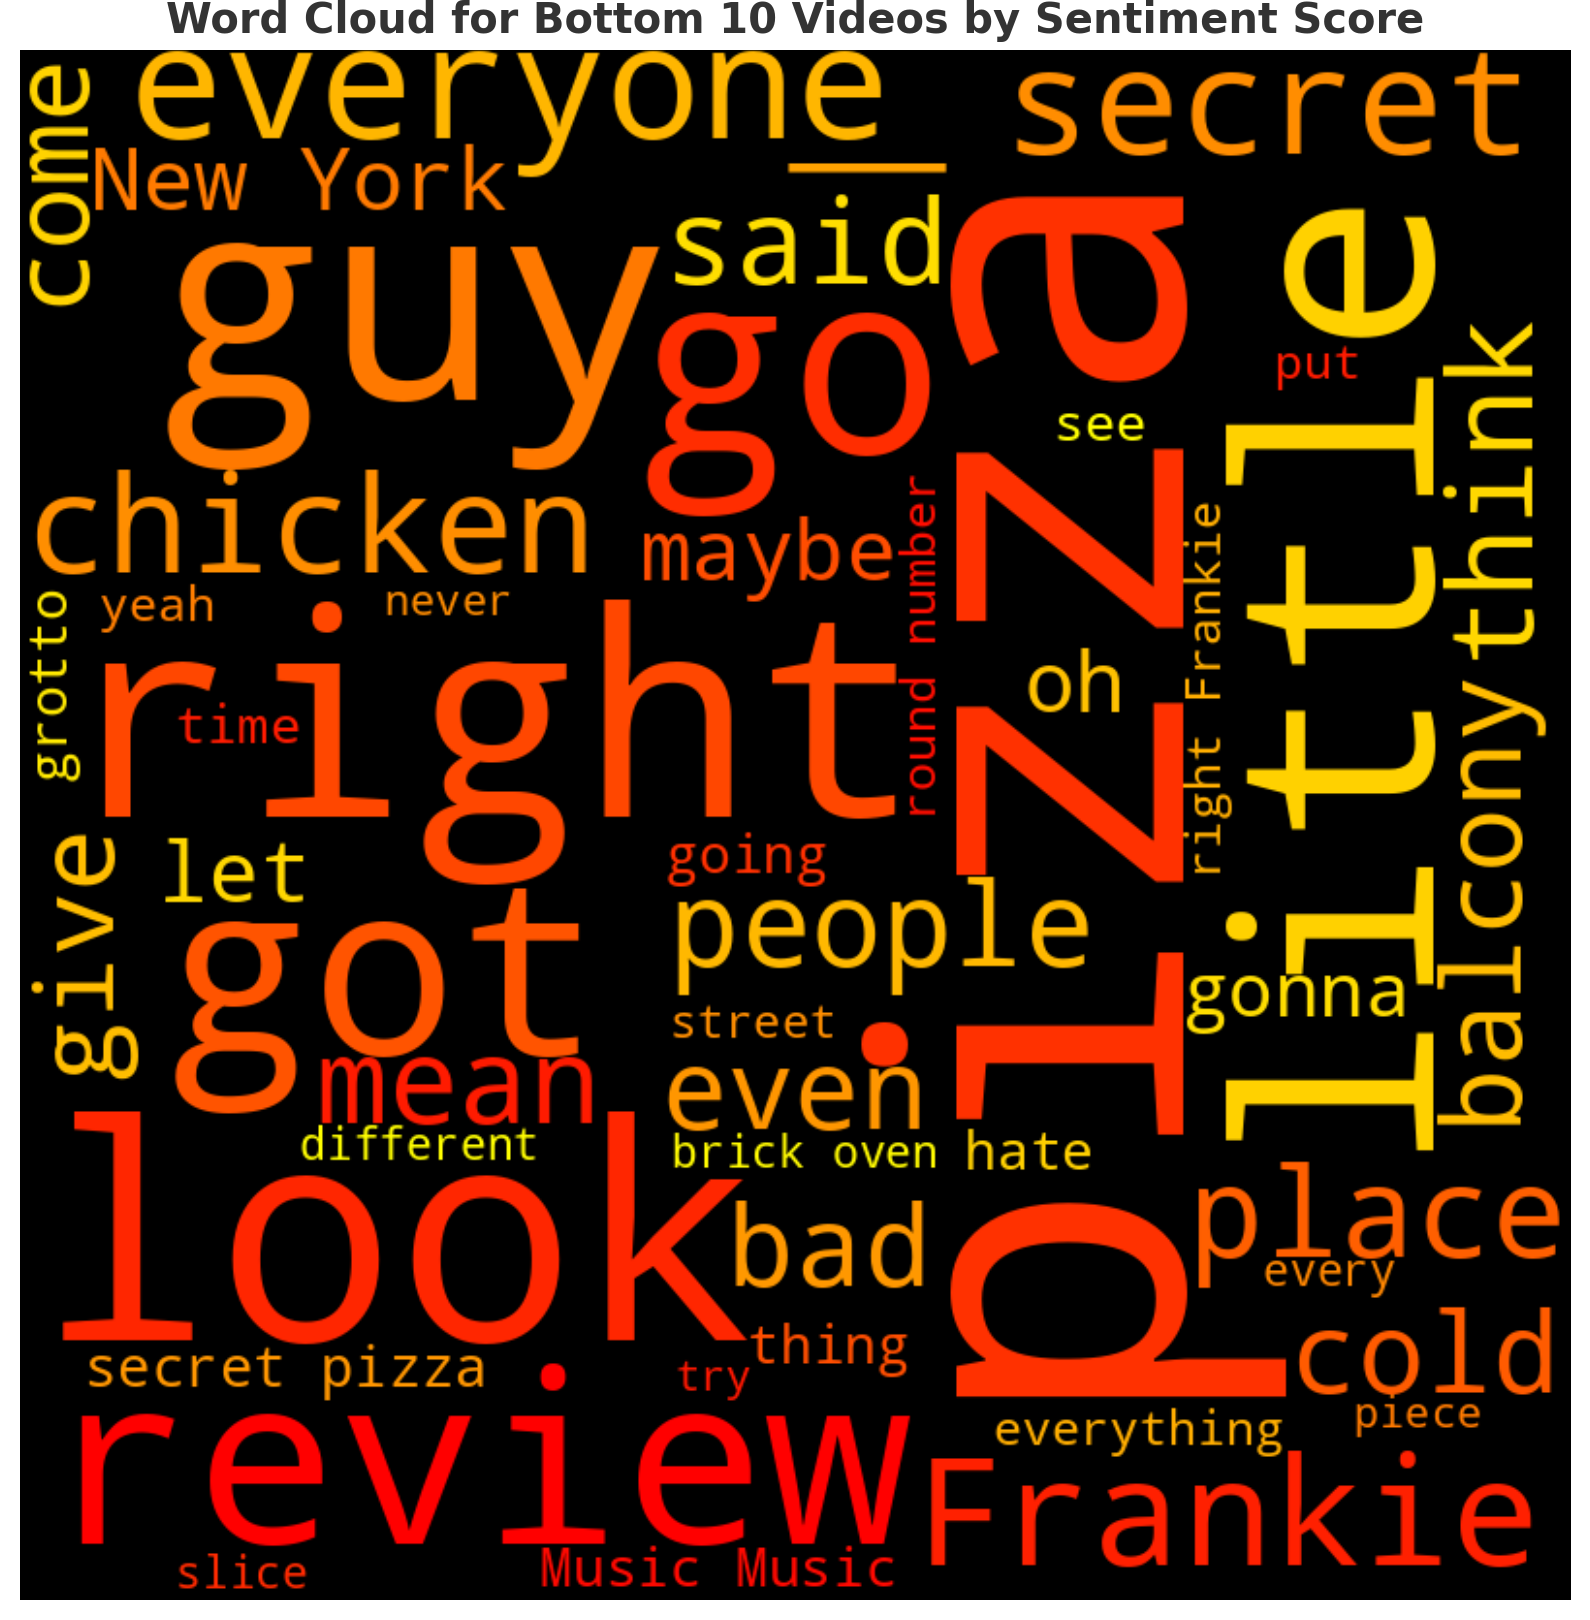 Word Cloud for Bottom 10 Videos by Sentiment Score
come
everyone
secret
New York
__
said
guy
go
pizza
little
put
think
see
chicken
maybe
round number
right Frankie
yeah
never
grotto
right
time
oh
balcony
give
let
going
people
got
gonna
street
mean
even
different
brick oven
hate
look
bad
place
every
thing
cold
secret pizza
try
piece
everything
review
Frankie
slice
Music Music